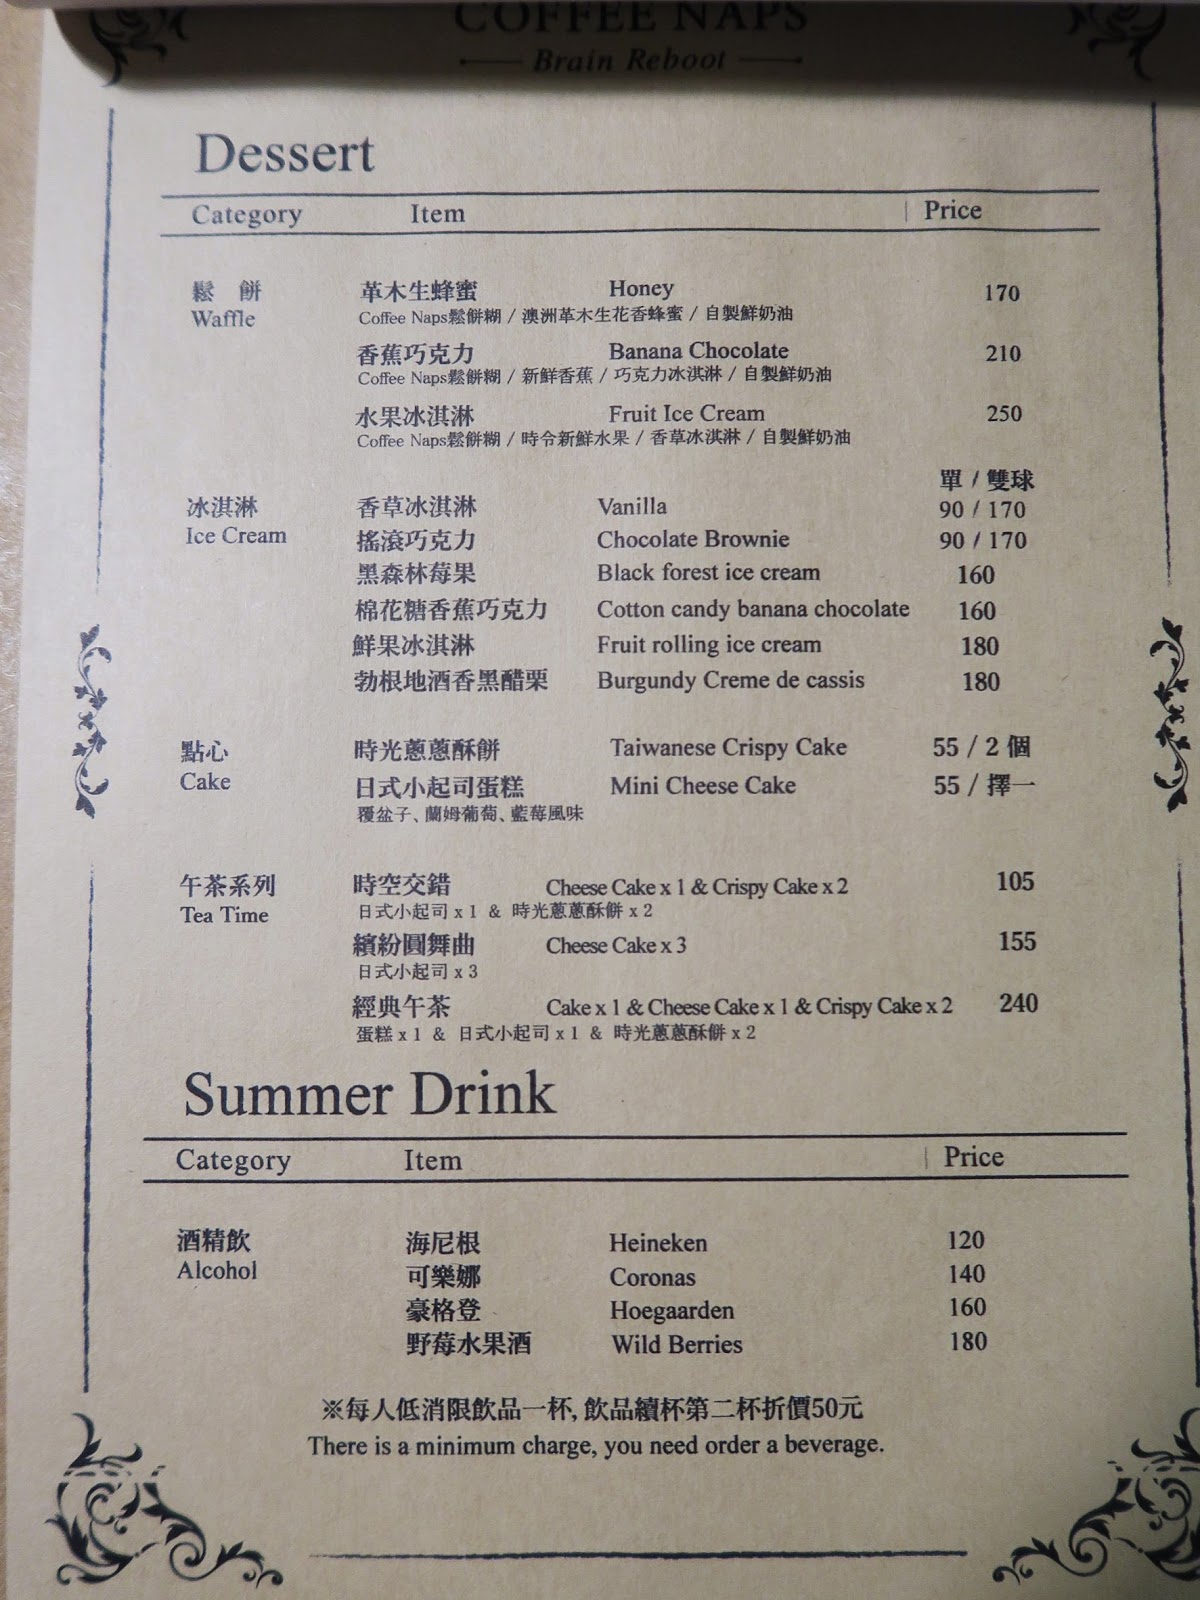 COFFEE NAPS
Brain Reboot
Dessert
Category Item | Price
鬆 餅 革木生蜂蜜 Honey 170
Waffle Coffee Naps鬆餅糊 / 澳洲革木生花香蜂蜜 / 自製鮮奶油
香蕉巧克力 Banana Chocolate 210
Coffee Naps鬆餅糊 / 新鮮香蕉 / 巧克力冰淇淋 / 自製鮮奶油
水果冰淇淋 Fruit Ice Cream 250
Coffee Naps鬆餅糊 / 時令新鮮水果 / 香草冰淇淋 / 自製鮮奶油
單 / 雙球
冰淇淋 香草冰淇淋 Vanilla 90 / 170
Ice Cream 搖滾巧克力 Chocolate Brownie 90 / 170
黑森林莓果 Black forest ice cream 160
棉花糖香蕉巧克力 Cotton candy banana chocolate 160
鮮果冰淇淋 Fruit rolling ice cream 180
勃根地酒香黑醋栗 Burgundy Creme de cassis 180
點心 時光蔥蔥酥餅 Taiwanese Crispy Cake 55 / 2 個
Cake 日式小起司蛋糕 Mini Cheese Cake 55 / 擇一
覆盆子、蘭姆葡萄、藍莓風味
午茶系列 時空交錯 Cheese Cake x 1 & Crispy Cake x 2 105
Tea Time 日式小起司 x 1 & 時光蔥蔥酥餅 x 2
繽紛圓舞曲 Cheese Cake x 3 155
日式小起司 x 3
經典午茶 Cake x 1 & Cheese Cake x 1 & Crispy Cake x 2 240
蛋糕 x 1 & 日式小起司 x 1 & 時光蔥蔥酥餅 x 2
Summer Drink
Category Item | Price
酒精飲 海尼根 Heineken 120
Alcohol 可樂娜 Coronas 140
豪格登 Hoegaarden 160
野莓水果酒 Wild Berries 180
※每人低消限飲品一杯, 飲品續杯第二杯折價50元
There is a minimum charge, you need order a beverage.